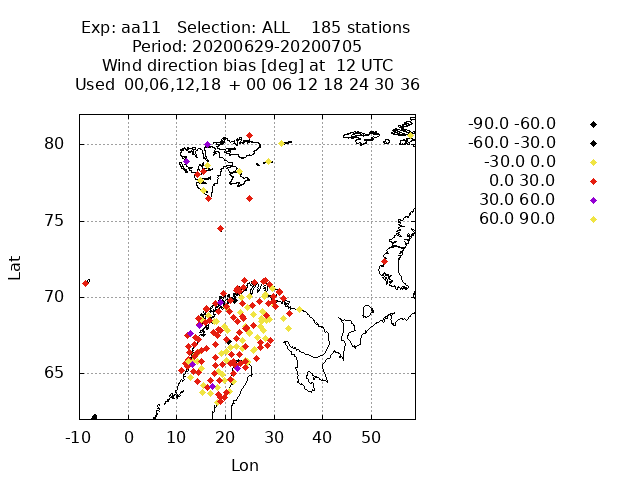 Exp: aa11 Selection: ALL 185 stations
Period: 20200629-20200705
Wind direction bias [deg] at 12 UTC
Used 00,06,12,18 + 00 06 12 18 24 30 36
-90.0 -60.0
-60.0 -30.0
-30.0 0.0
0.0 30.0
30.0 60.0
60.0 90.0
80
75
70
65
Lat
-10 0 10 20 30 40 50
Lon